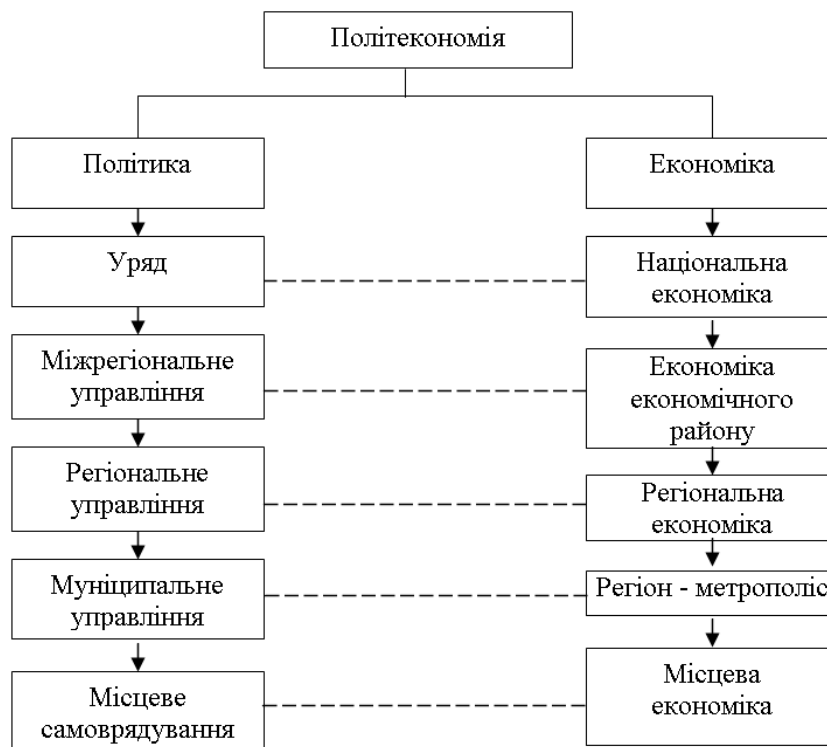 Політекономія
Політика
Економіка
Уряд
Національна
економіка
Міжрегіональне
управління
Економіка
економічного
району
Регіональне
управління
Регіональна
економіка
Муніципальне
управління
Регіон - метрополіс
Місцеве
самоврядування
Місцева
економіка